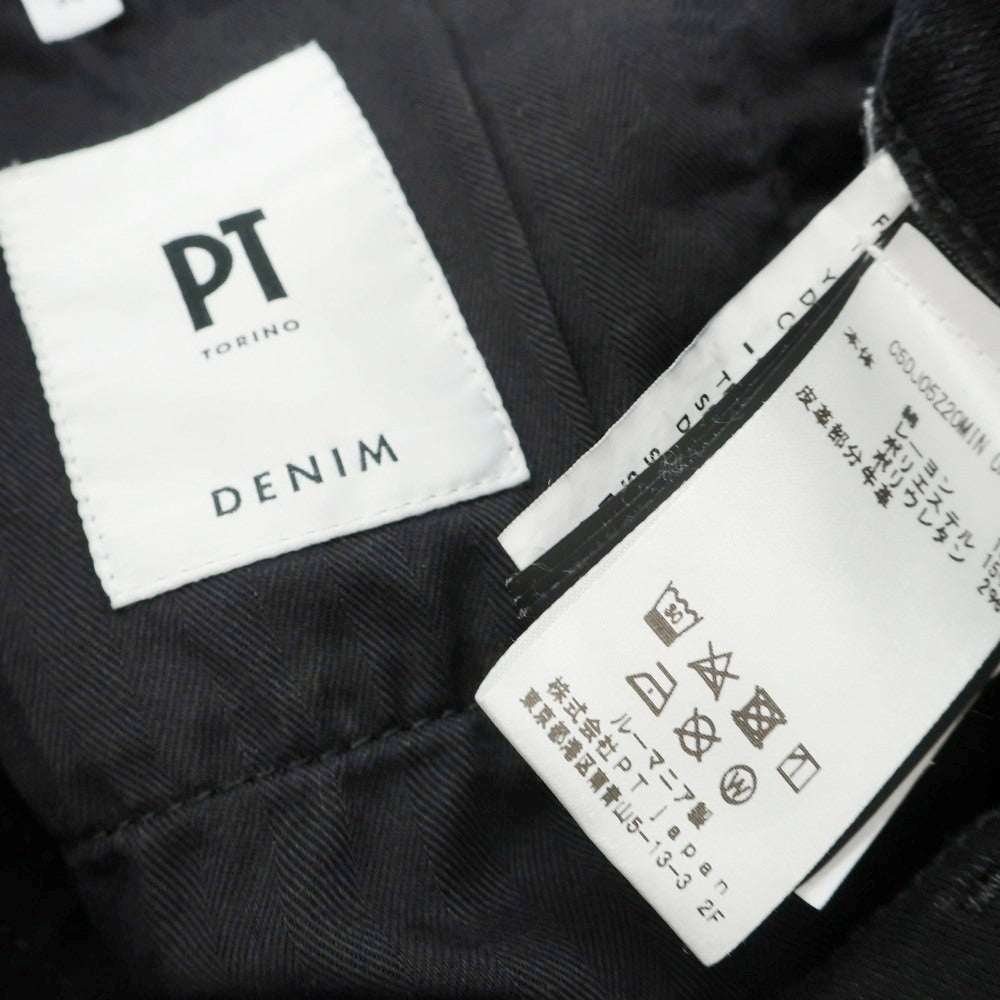 PT
TORINO
DENIM
C5DJ05Z20MIN
本体
綿
レーヨン
ポリエステル
ポリウレタン
皮革部分牛革
30
W
ルーマニア製
株式会社PT Japan
東京都港区南青山5-13-3 2F